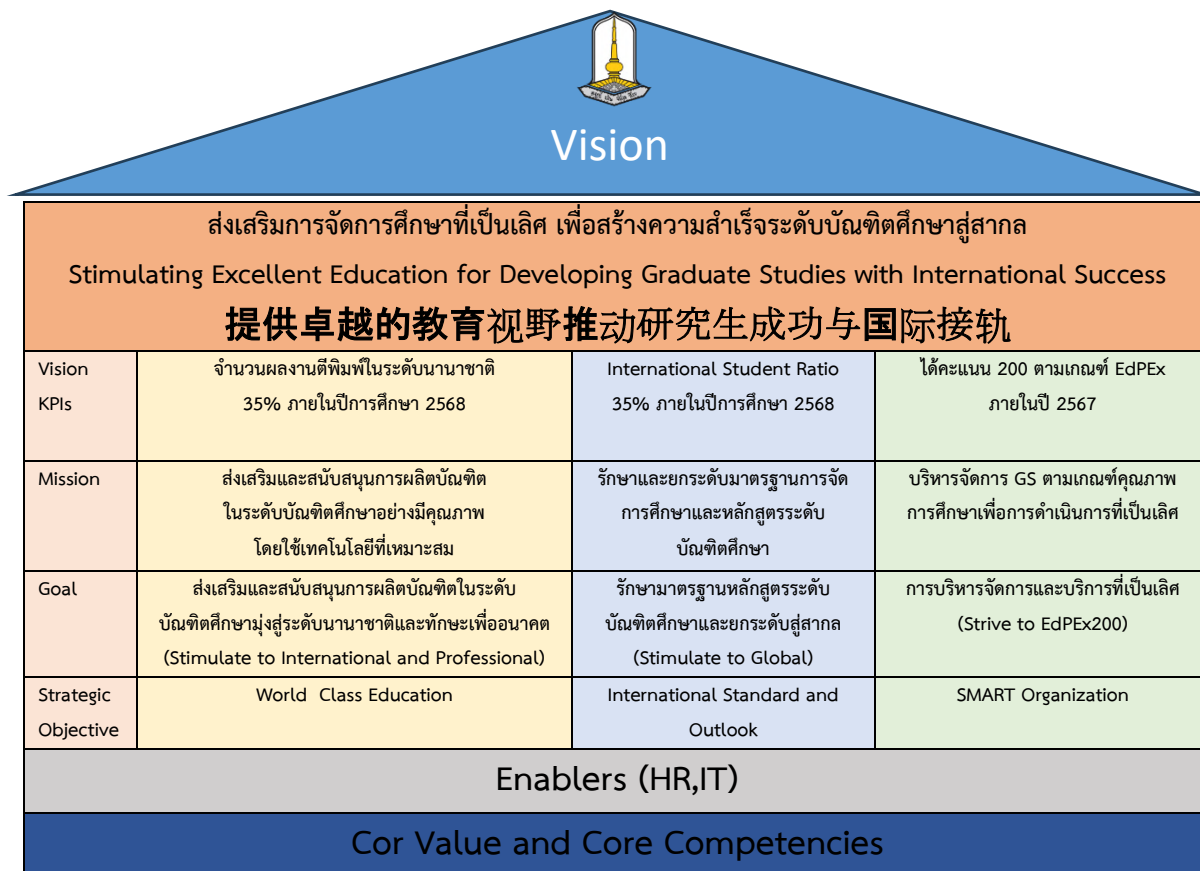 Vision
ส่งเสริมการจัดการศึกษาที่เป็นเลิศ เพื่อสร้างความสำเร็จระดับบัณฑิตศึกษาสู่สากล
Stimulating Excellent Education for Developing Graduate Studies with International Success
提供卓越的教育视野推动研究生成功与国际接轨
Vision
KPIs
จำนวนผลงานตีพิมพ์ในระดับนานาชาติ
35% ภายในปีการศึกษา 2568
International Student Ratio
35% ภายในปีการศึกษา 2568
ได้คะแนน 200 ตามเกณฑ์ EdPEx
ภายในปี 2567
Mission
ส่งเสริมและสนับสนุนการผลิตบัณฑิต
ในระดับบัณฑิตศึกษาอย่างมีคุณภาพ
โดยใช้เทคโนโลยีที่เหมาะสม
รักษาและยกระดับมาตรฐานการจัด
การศึกษาและหลักสูตรระดับ
บัณฑิตศึกษา
บริหารจัดการ GS ตามเกณฑ์คุณภาพ
การศึกษาเพื่อการดำเนินการที่เป็นเลิศ
Goal
ส่งเสริมและสนับสนุนการผลิตบัณฑิตในระดับ
บัณฑิตศึกษามุ่งสู่ระดับนานาชาติและทักษะเพื่ออนาคต
(Stimulate to International and Professional)
รักษามาตรฐานหลักสูตรระดับ
บัณฑิตศึกษาและยกระดับสู่สากล
(Stimulate to Global)
การบริหารจัดการและบริการที่เป็นเลิศ
(Strive to EdPEx200)
Strategic
Objective
World Class Education
International Standard and
Outlook
SMART Organization
Enablers (HR,IT)
Cor Value and Core Competencies